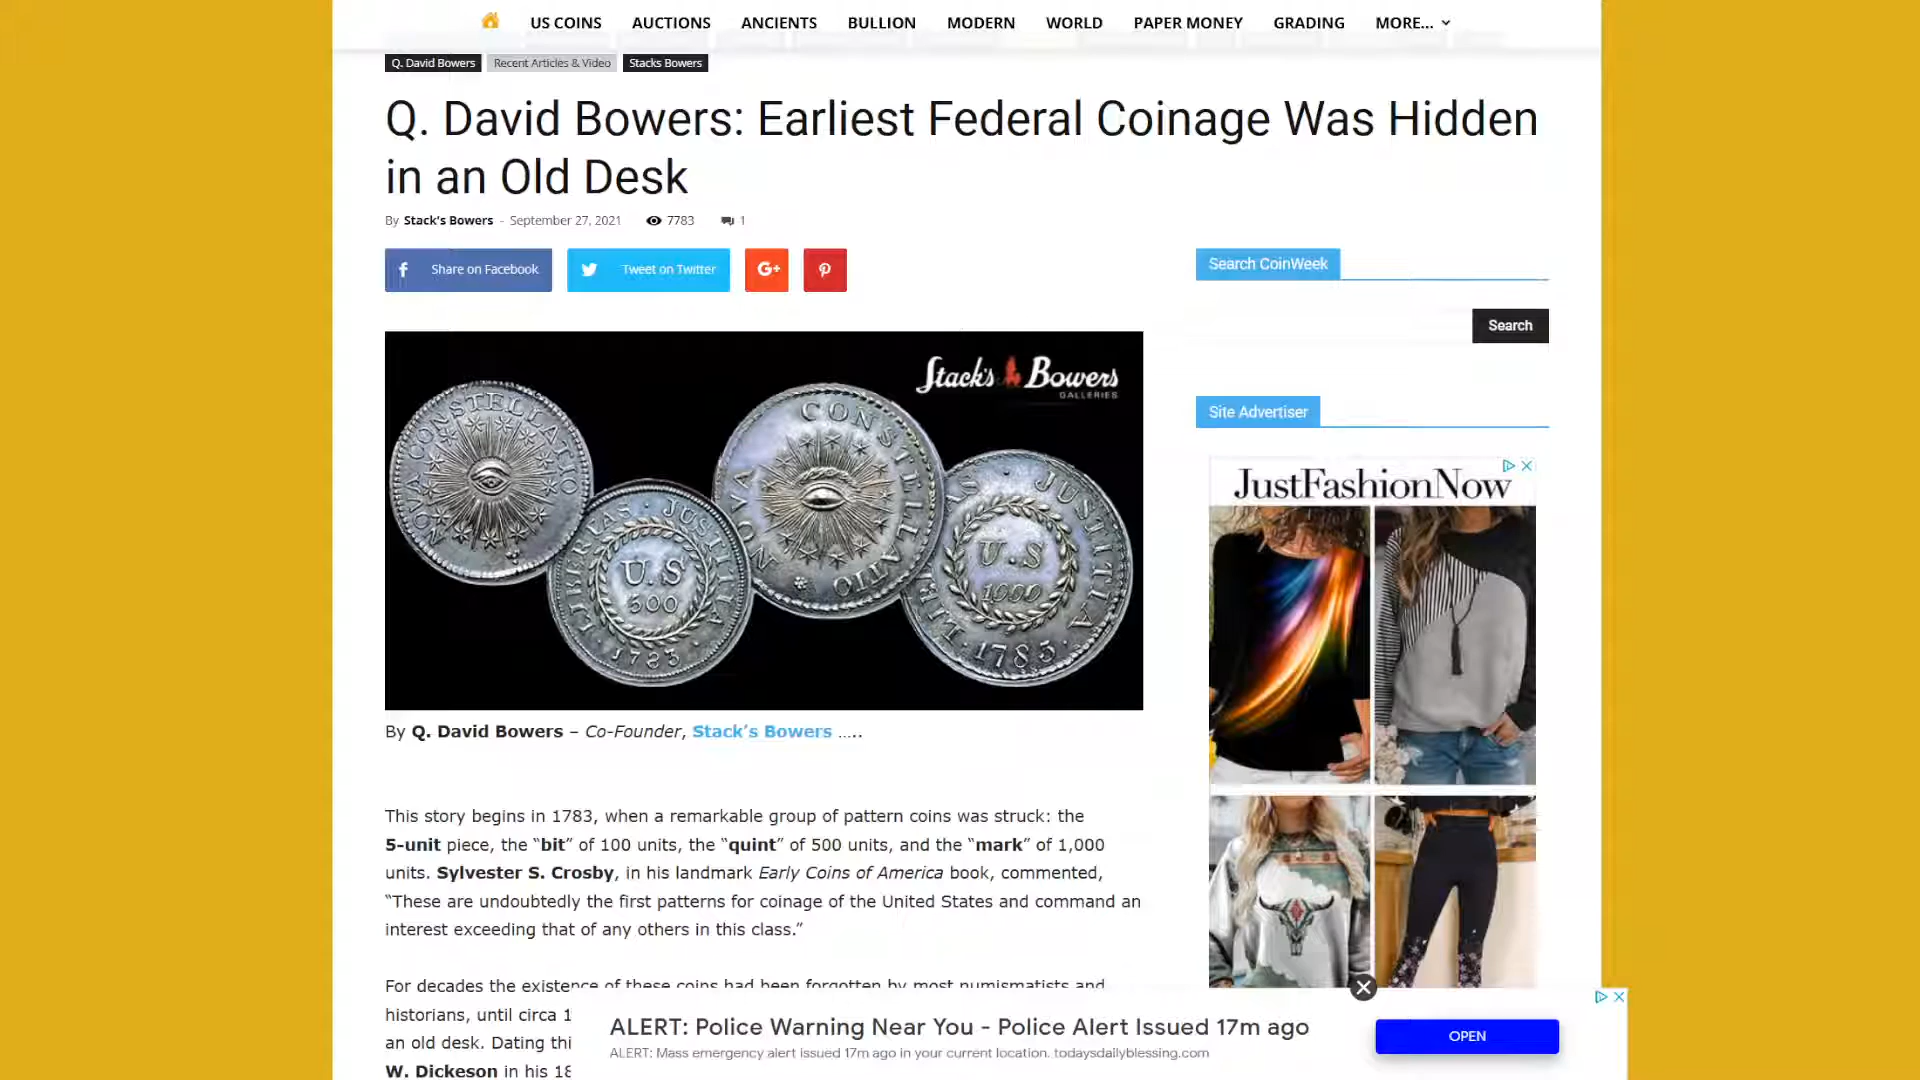 US COINS AUCTIONS ANCIENTS BULLION MODERN WORLD PAPER MONEY GRADING MORE...
Q. David Bowers Recent Articles & Video Stacks Bowers
Q. David Bowers: Earliest Federal Coinage Was Hidden
in an Old Desk
By Stack's Bowers - September 27, 2021 7783 1
Share on Facebook Tweet on Twitter G+
Search CoinWeek
Search
Stack's Bowers
GALLERIES
NOVA CONSTELLATIO
LIBERTAS · JUSTITIA
U.S
500
1783
NOVA CONSTELLATIO
LIBERTAS JUSTITIA
U.S
1000
· 1783 ·
Site Advertiser
JustFashionNow
By Q. David Bowers – Co-Founder, Stack’s Bowers …..
This story begins in 1783, when a remarkable group of pattern coins was struck: the
5-unit piece, the “bit” of 100 units, the “quint” of 500 units, and the “mark” of 1,000
units. Sylvester S. Crosby, in his landmark Early Coins of America book, commented,
“These are undoubtedly the first patterns for coinage of the United States and command an
interest exceeding that of any others in this class.”
For decades the existence of these coins had been forgotten by most numismatists and
historians, until circa 1
an old desk. Dating thi
W. Dickeson in his 18
ALERT: Police Warning Near You - Police Alert Issued 17m ago
ALERT: Mass emergency alert issued 17m ago in your current location. todaysdailyblessing.com
OPEN